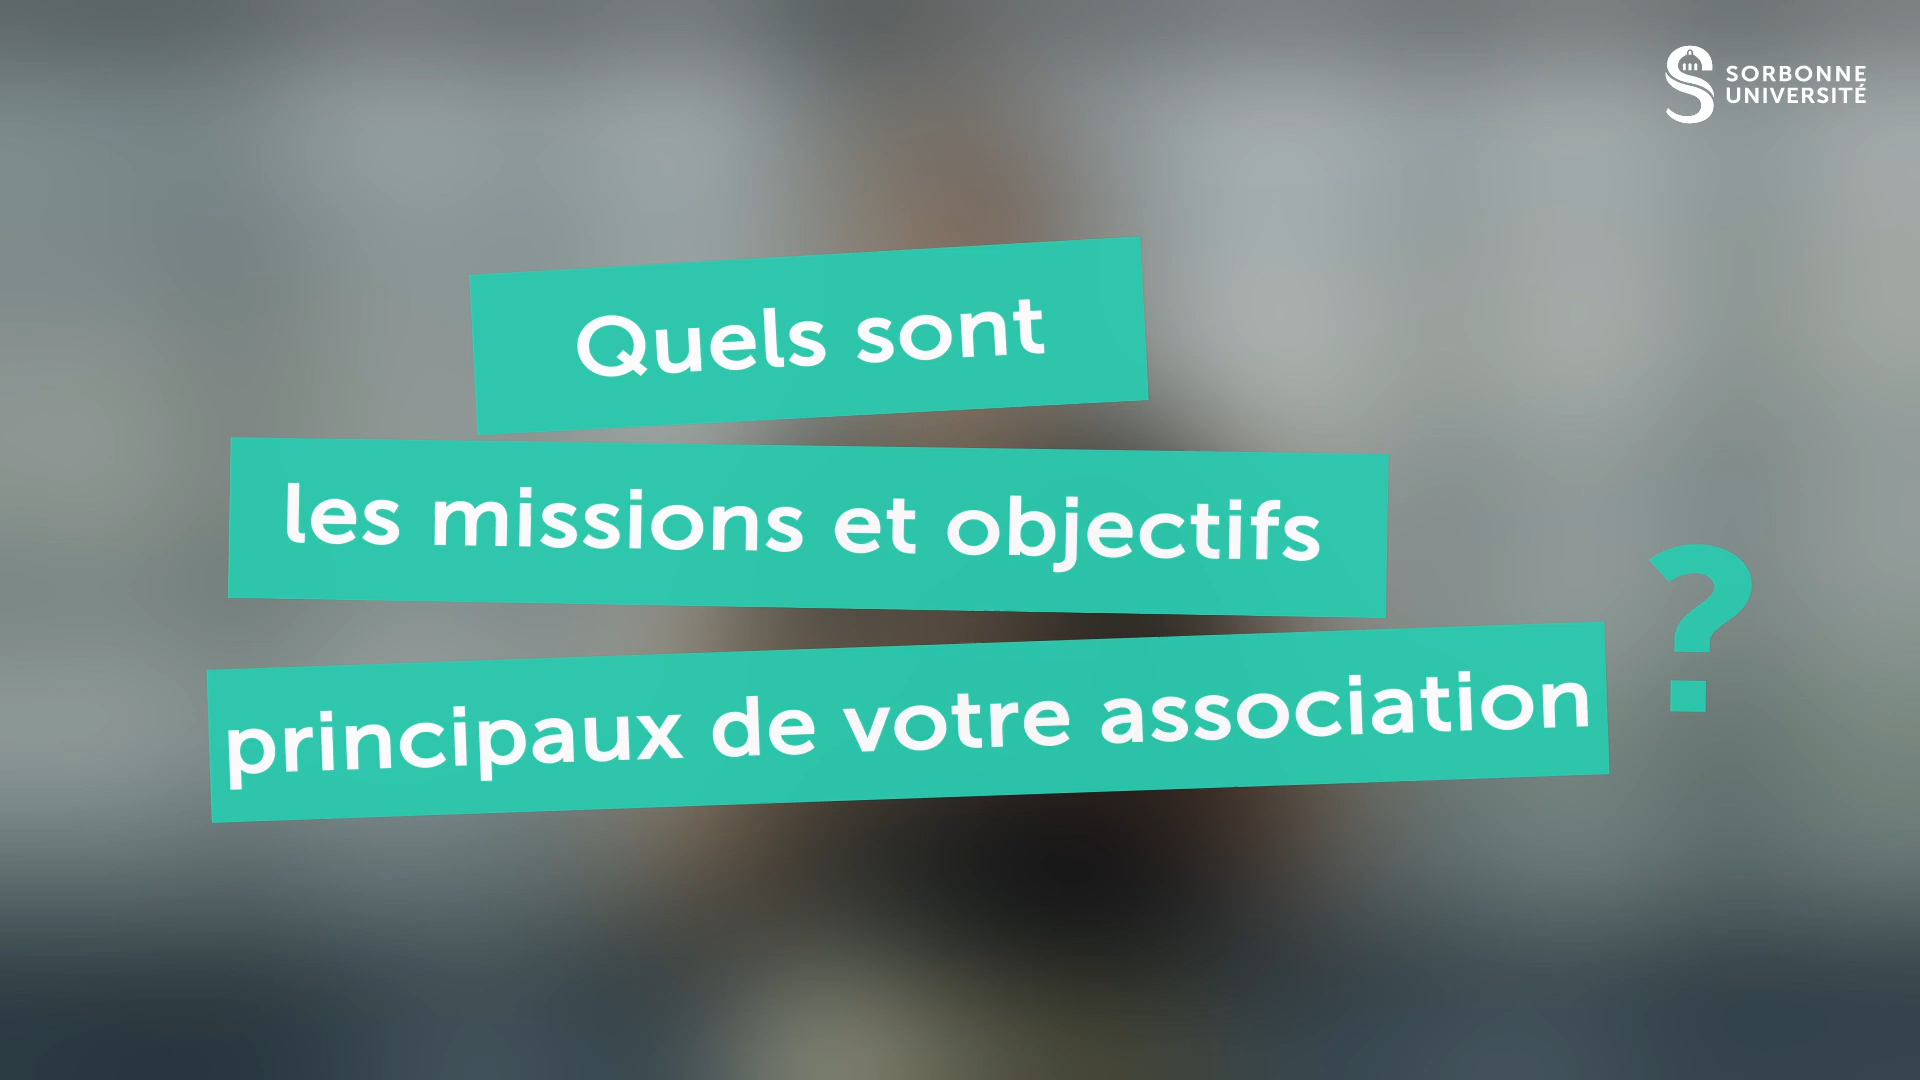 SORBONNE
UNIVERSITÉ
Quels sont
les missions et objectifs
principaux de votre association
?